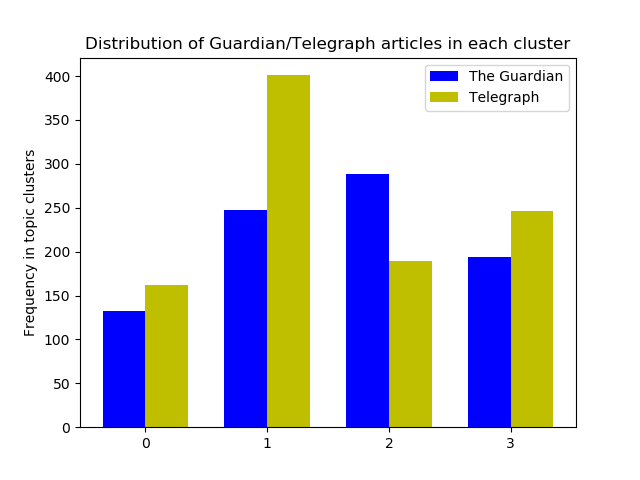 Distribution of Guardian/Telegraph articles in each cluster
The Guardian
Telegraph
Frequency in topic clusters
400
350
300
250
200
150
100
50
0
0 1 2 3